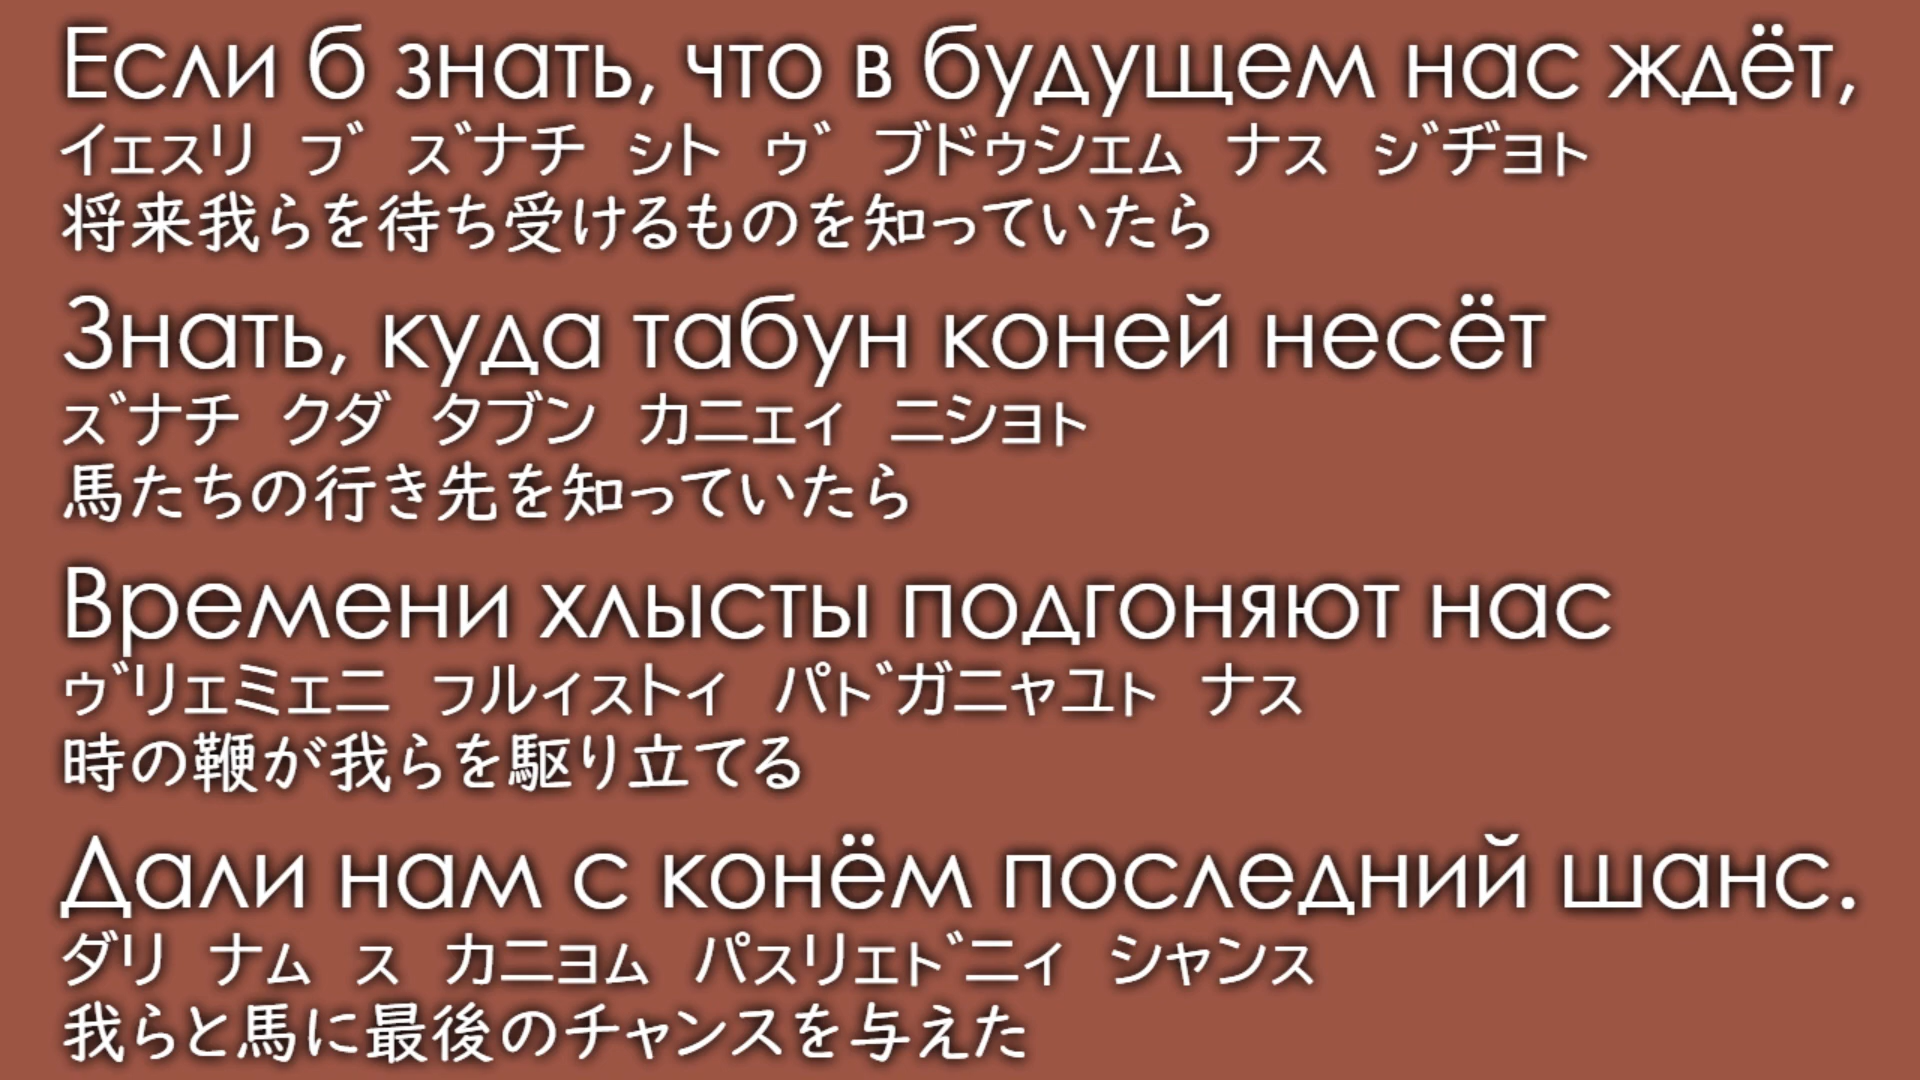 Если б знать, что в будущем нас ждёт,
イェスリ ブ ズナチ シト ヴ ブドゥシェム ナス ジヂョト
将来我らを待ち受けるものを知っていたら
Знать, куда табун коней несёт
ズナチ クダ タブン カニェイ ニショト
馬たちの行き先を知っていたら
Времени хлысты подгоняют нас
ヴリェミェニ フルィストィ パドガニャユト ナス
時の鞭が我らを駆り立てる
Дали нам с конём последний шанс.
ダリ ナム ス カニョム パスリェドニィ シャンス
我らと馬に最後のチャンスを与えた